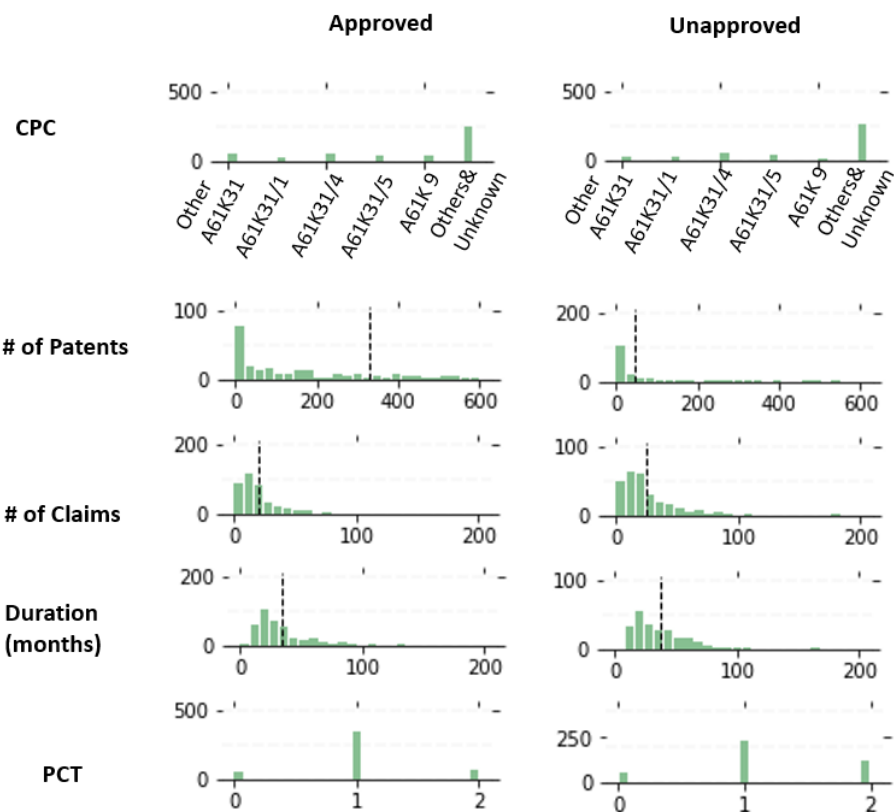 Approved Unapproved
CPC
500 500
0 0
Other A61K31 A61K31/1 A61K31/4 A61K31/5 A61K 9 Others& Unknown
Other A61K31 A61K31/1 A61K31/4 A61K31/5 A61K 9 Others& Unknown
# of Patents
100 200
0 0
0 200 400 600 0 200 400 600
# of Claims
200 100
0 0
0 100 200 0 100 200
Duration
(months)
200 100
0 0
0 100 200 0 100 200
PCT
500 250
0 0
0 1 2 0 1 2